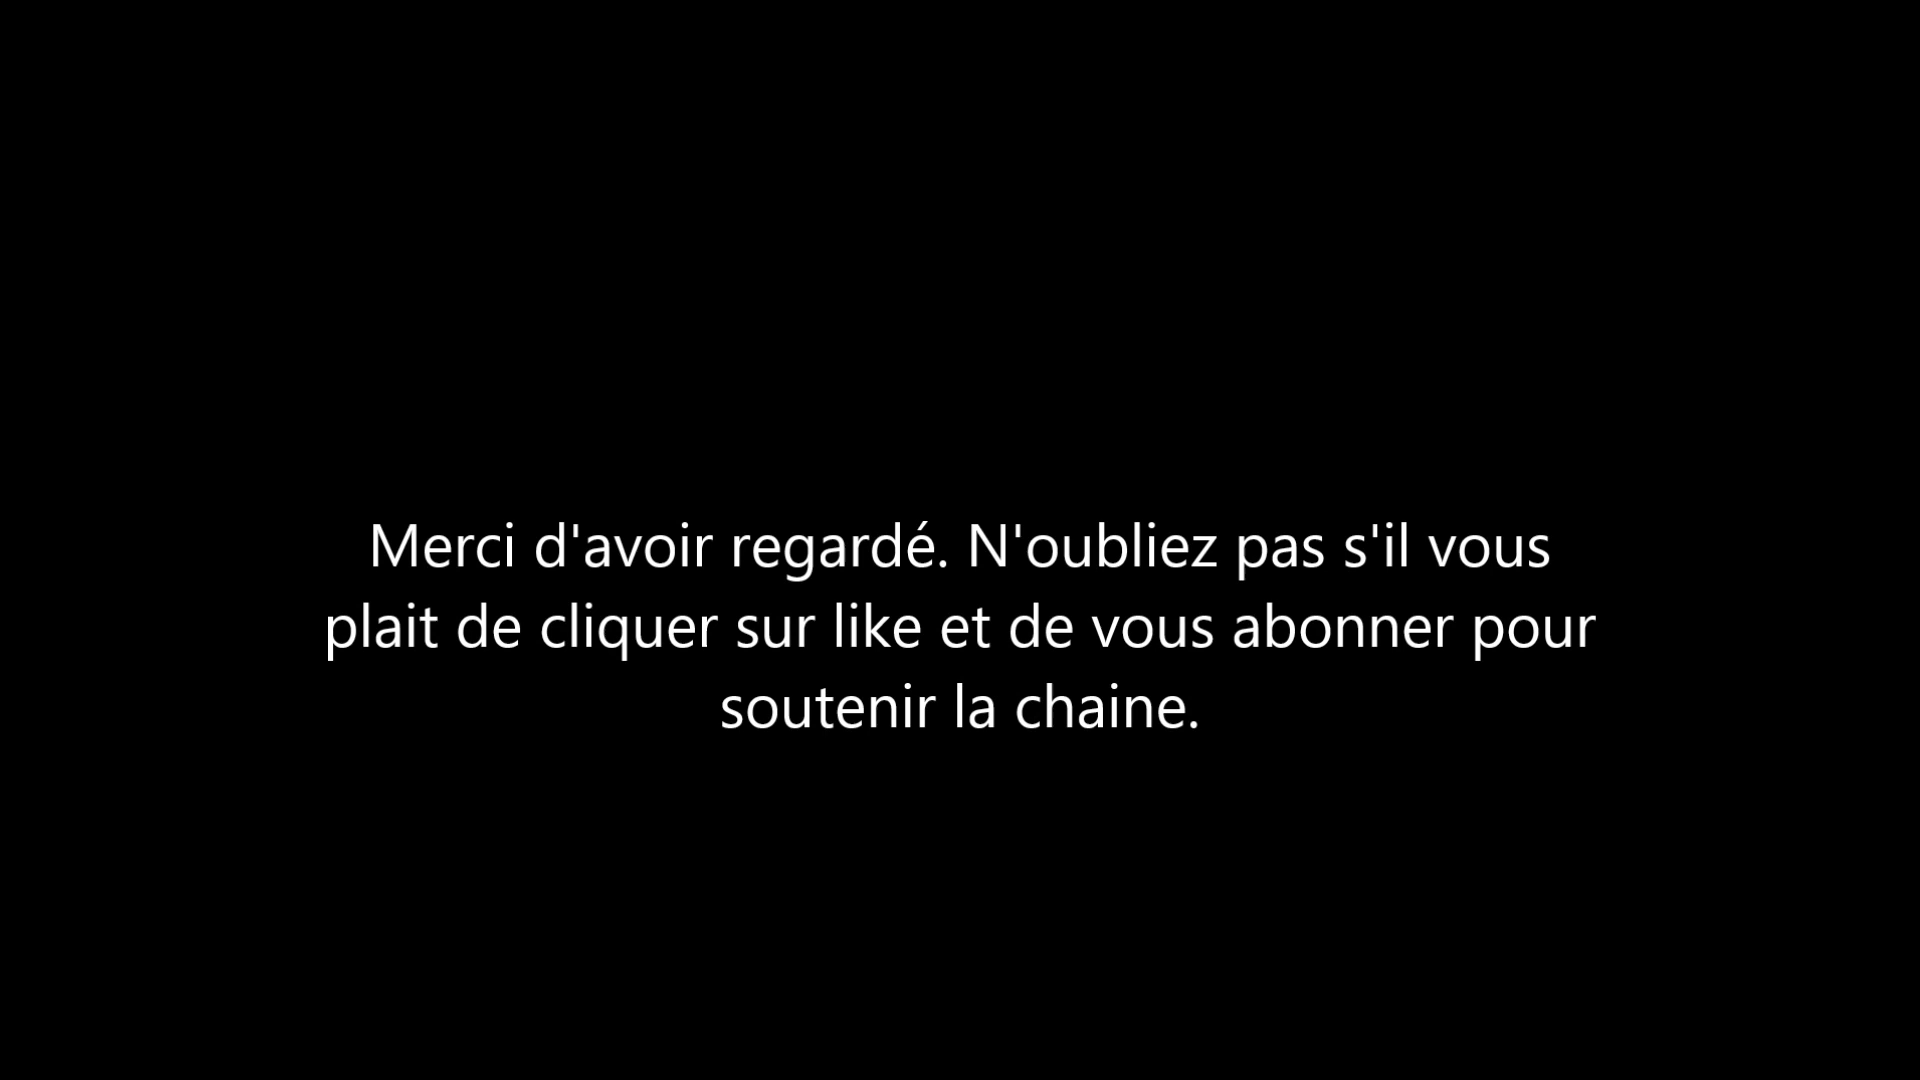 Merci d'avoir regardé. N'oubliez pas s'il vous
plait de cliquer sur like et de vous abonner pour
soutenir la chaine.